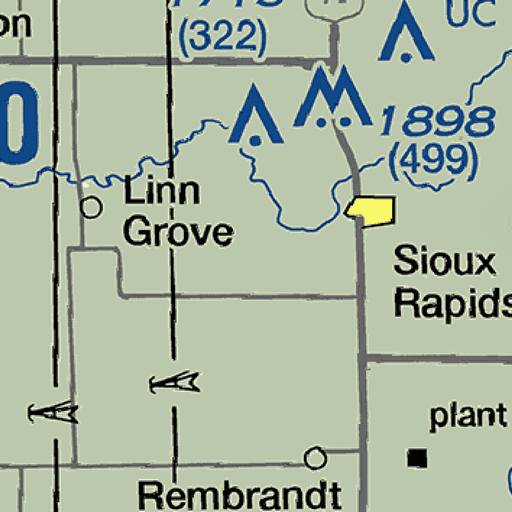 on
(322)
UC
1898
(499)
Linn
Grove
Sioux
Rapids
plant
Rembrandt